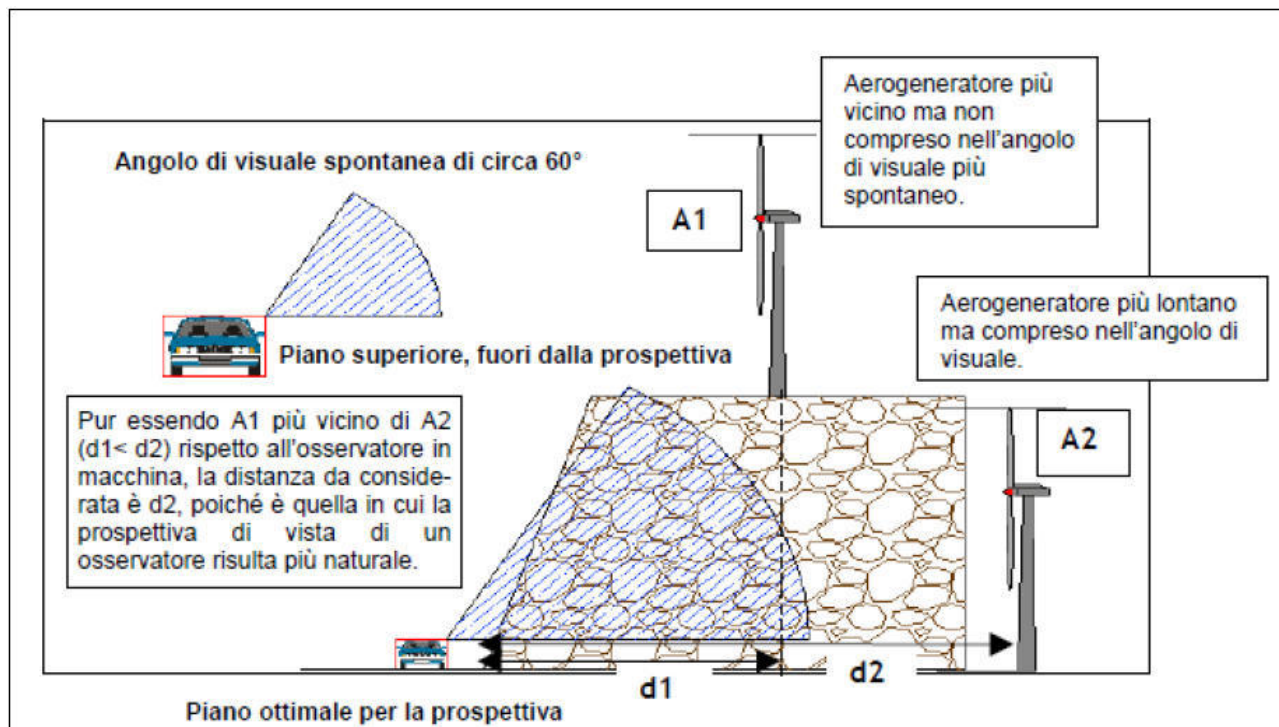 Angolo di visuale spontanea di circa 60°
Aerogeneratore più
vicino ma non
compreso nell'angolo
di visuale più
spontaneo.
A1
Aerogeneratore più lontano
ma compreso nell'angolo di
visuale.
Piano superiore, fuori dalla prospettiva
Pur essendo A1 più vicino di A2
(d1< d2) rispetto all'osservatore in
macchina, la distanza da conside-
rata è d2, poiché è quella in cui la
prospettiva di vista di un
osservatore risulta più naturale.
A2
d1
d2
Piano ottimale per la prospettiva